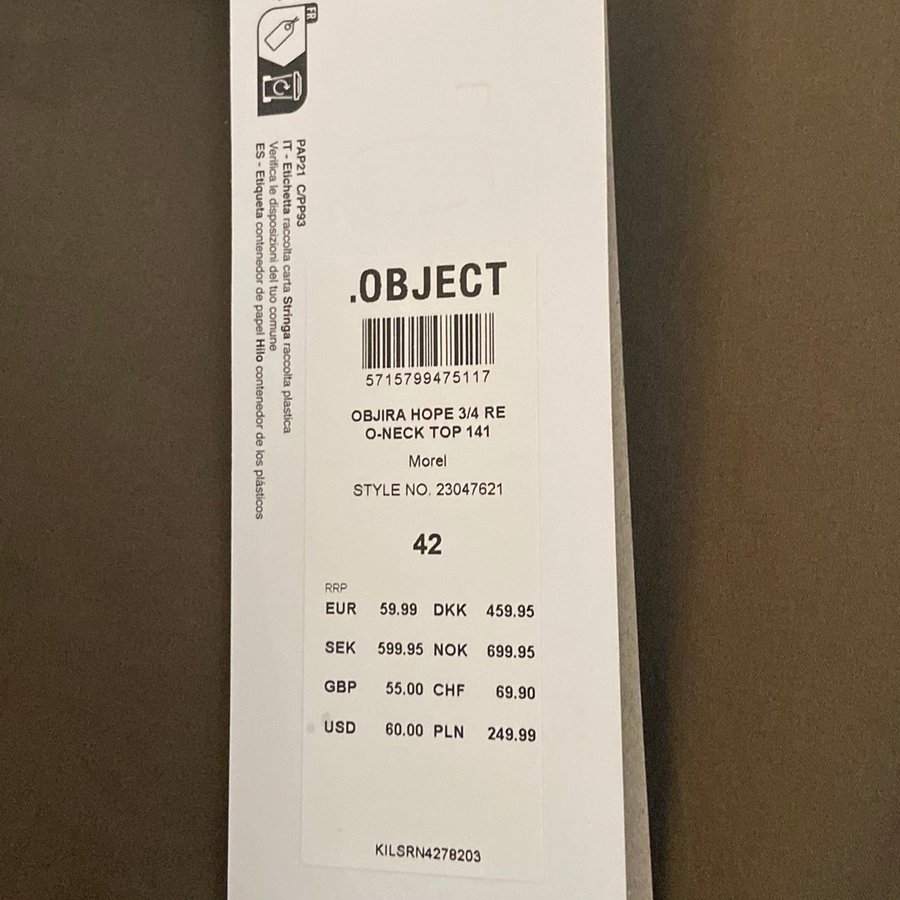 FR
PAP21 C/PP93
IT - Etichetta raccolta carta Stringa raccolta plastica
Verifica le disposizioni del tuo comune
ES - Etiqueta contenedor de papel Hilo contenedor de los plásticos
.OBJECT
5715799475117
OBJIRA HOPE 3/4 RE
O-NECK TOP 141
Morel
STYLE NO. 23047621
42
RRP
EUR 59.99 DKK 459.95
SEK 599.95 NOK 699.95
GBP 55.00 CHF 69.90
USD 60.00 PLN 249.99
KILSRN4278203